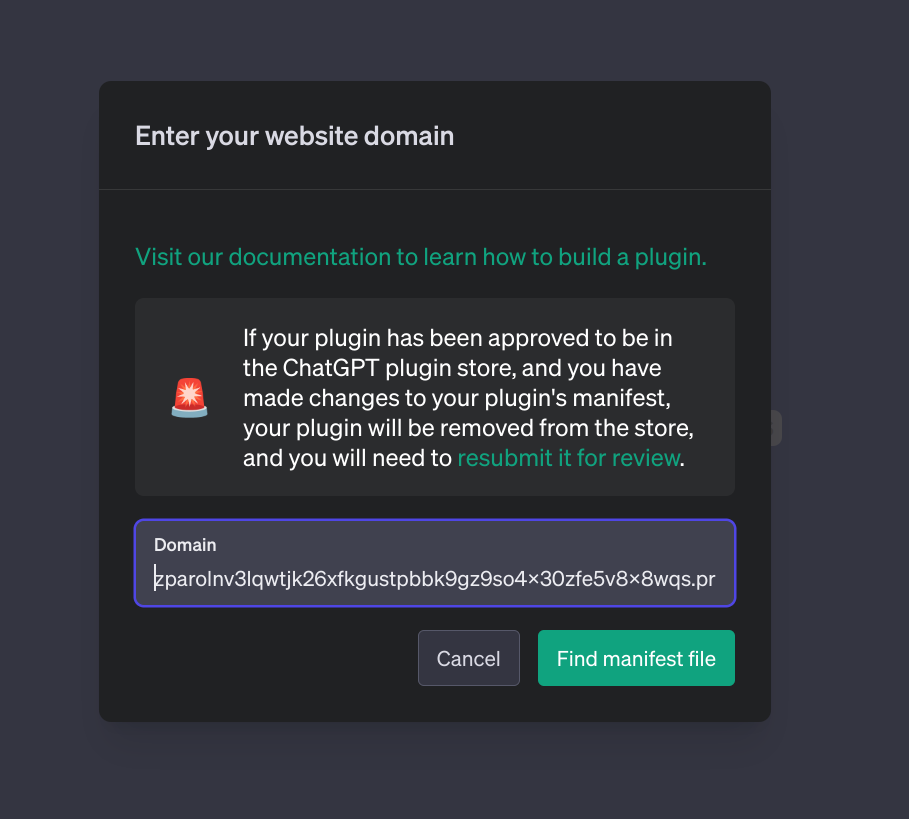 Enter your website domain
Visit our documentation to learn how to build a plugin.
If your plugin has been approved to be in
the ChatGPT plugin store, and you have
made changes to your plugin's manifest,
your plugin will be removed from the store,
and you will need to resubmit it for review.
Domain
zparolnv3lqwtjk26xfkgustpbbk9gz9so4×30zfe5v8×8wqs.pr
Cancel
Find manifest file